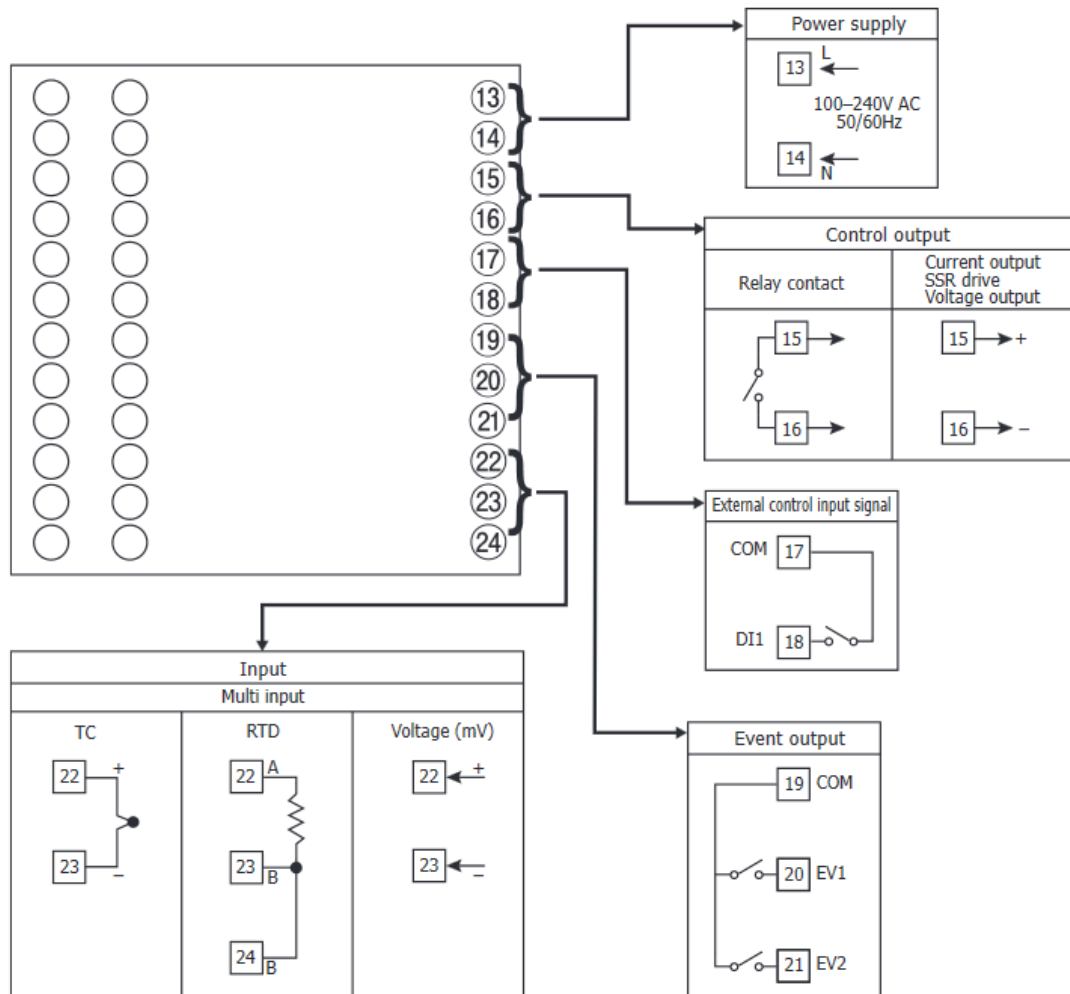 13
14
15
16
17
18
19
20
21
22
23
24
Power supply
13
L
100–240V AC
50/60Hz
14
N
Control output
Relay contact
Current output
SSR drive
Voltage output
15
16
15
+
16
–
External control input signal
COM 17
DI1 18
Event output
19 COM
20 EV1
21 EV2
Input
Multi input
TC
22
+
23
–
RTD
22 A
23 B
24 B
Voltage (mV)
22
+
23
–